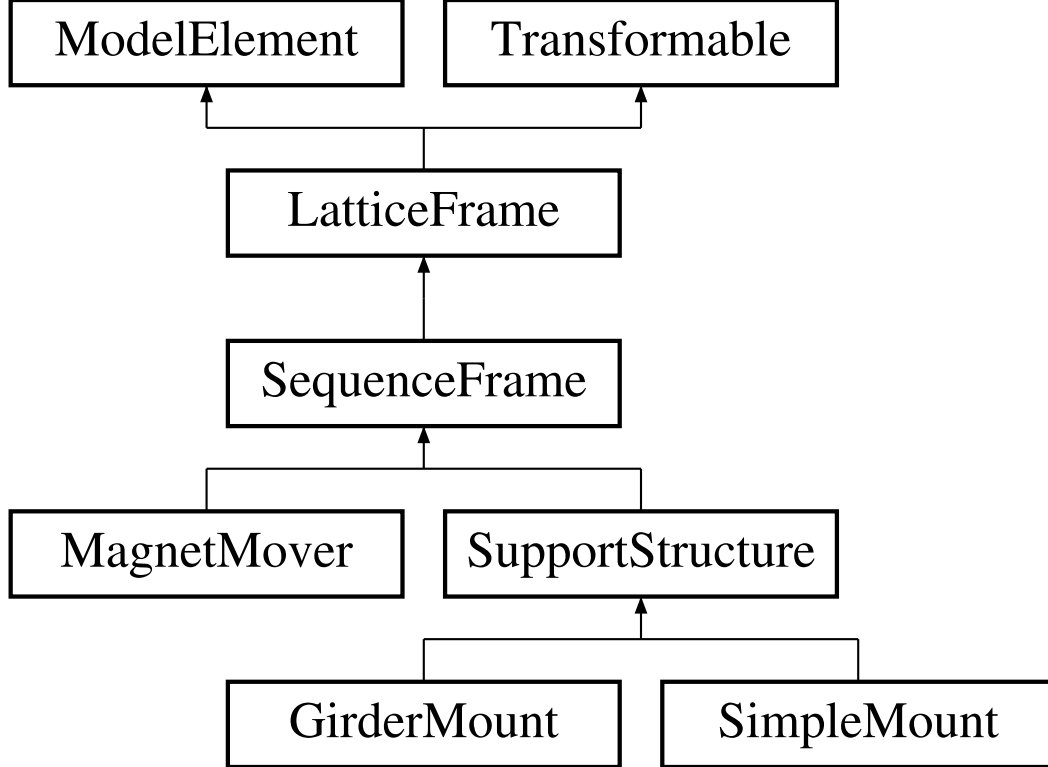 ModelElement
Transformable
LatticeFrame
SequenceFrame
MagnetMover
SupportStructure
GirderMount
SimpleMount